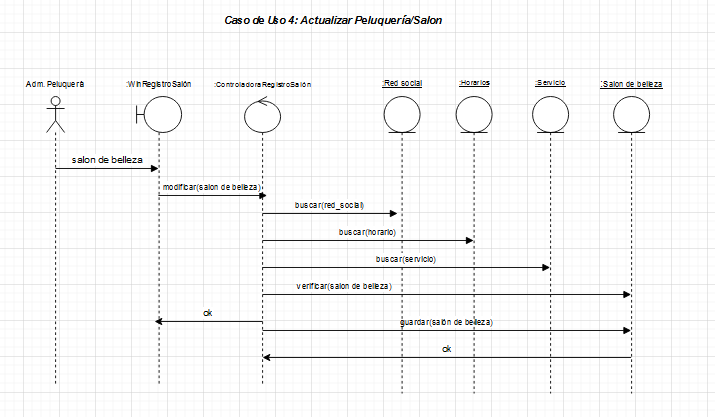 Caso de Uso 4: Actualizar Peluquería/Salon
Adm. Peluquería
:WinRegistroSalón
:ControladoraRegistroSalón
:Red social
:Horarios
:Servicio
:Salon de belleza
salon de belleza
modificar(salon de belleza)
buscar(red_social)
buscar(horario)
buscar(servicio)
verificar(salon de belleza)
ok
guardar(salón de belleza)
ok